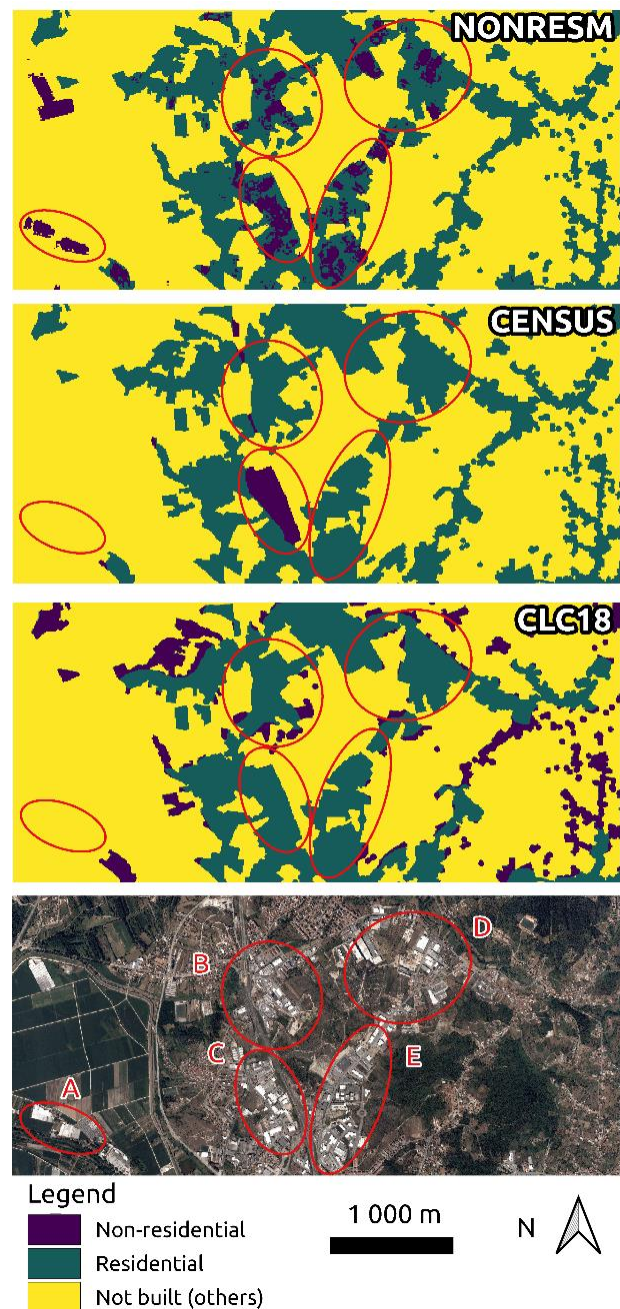 NONRESM
CENSUS
CLC18
D
B
C
E
A
Legend
Non-residential
Residential
Not built (others)
1 000 m
N